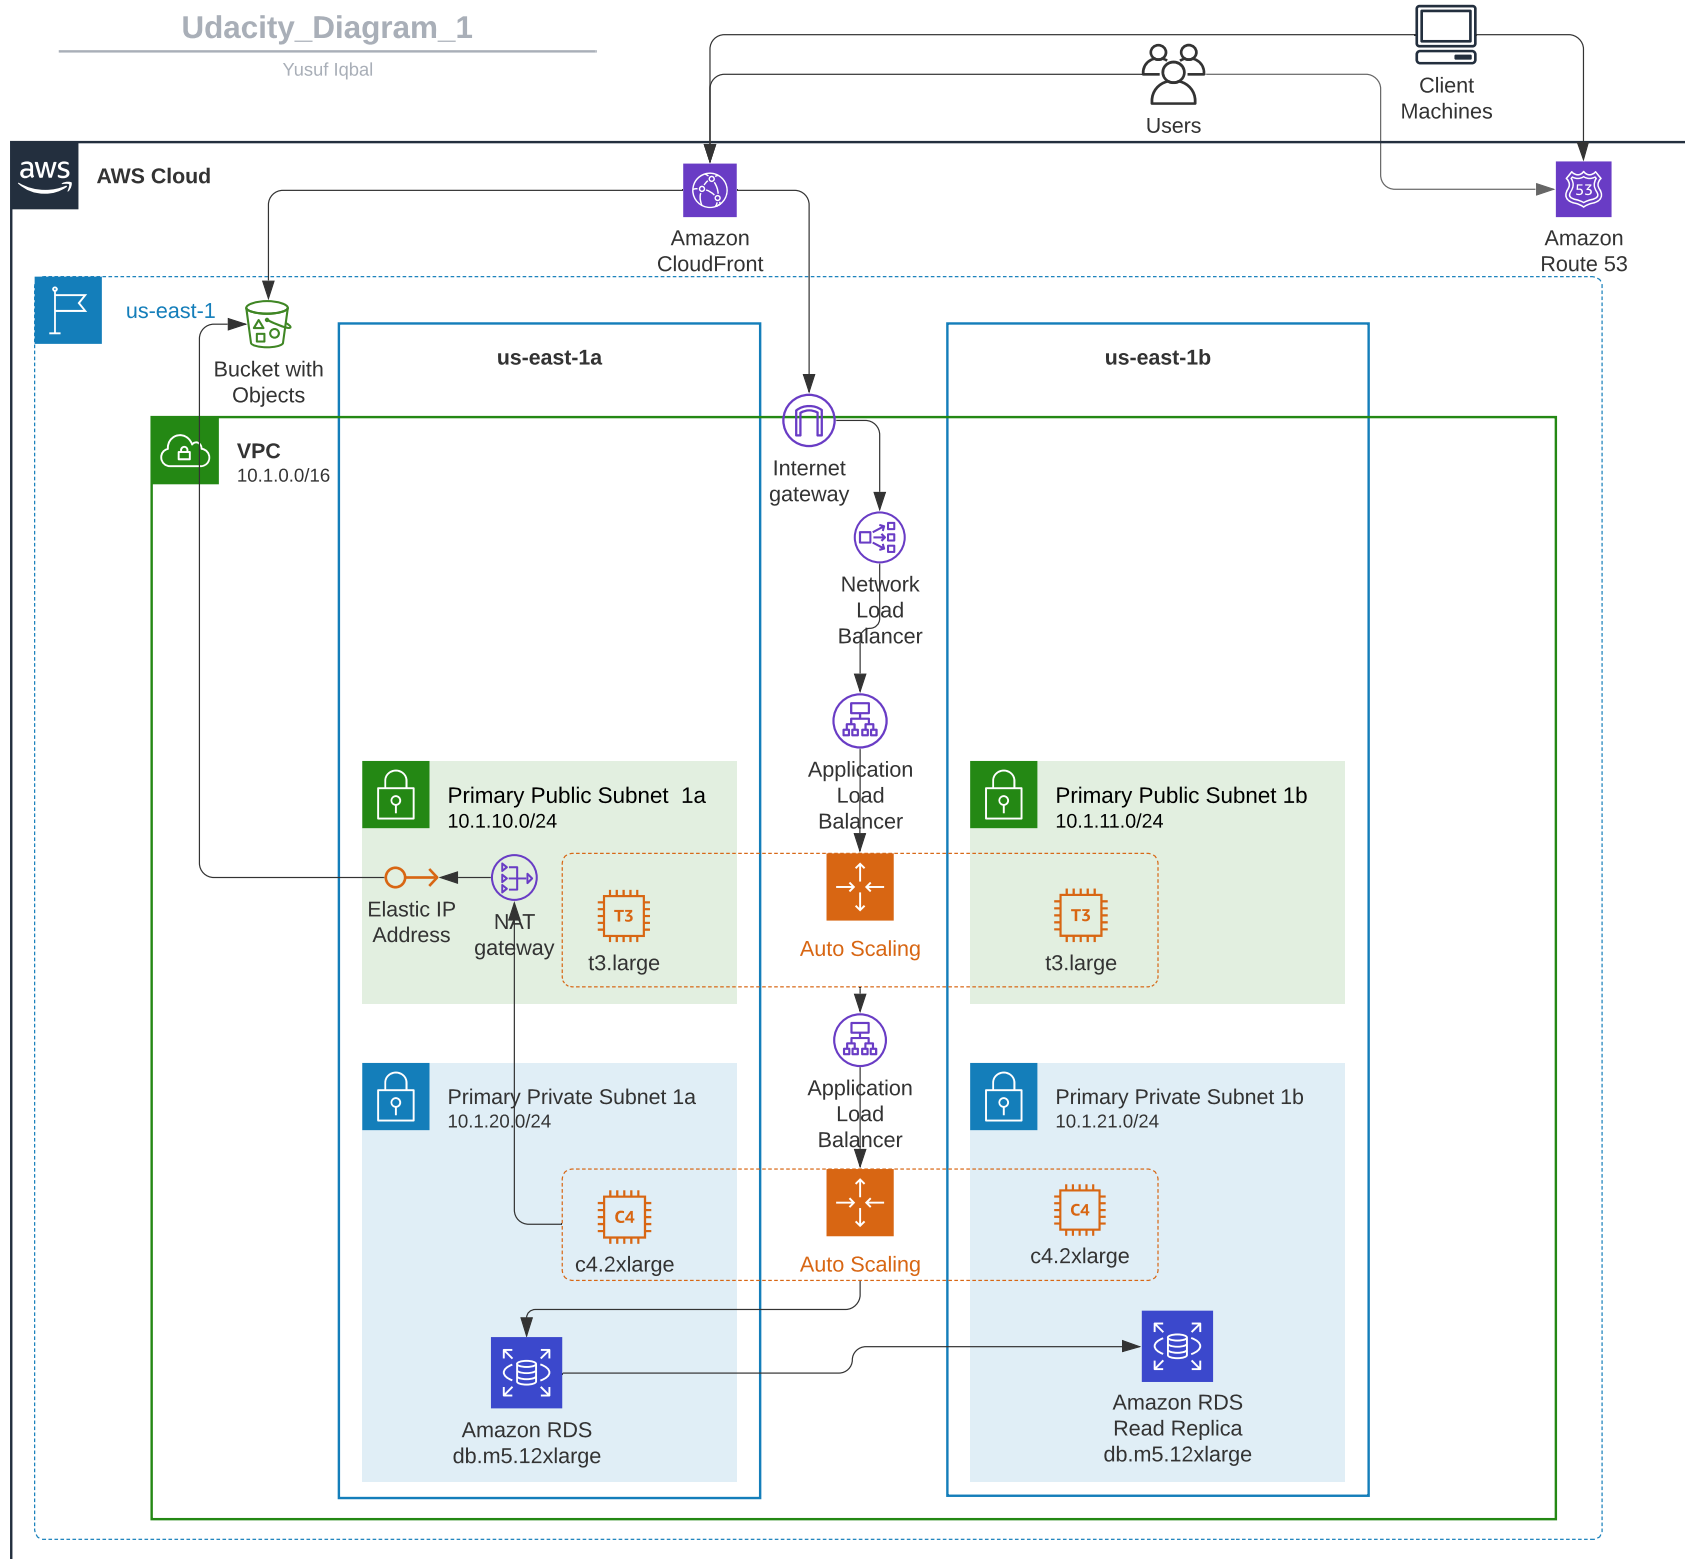 Udacity_Diagram_1
Yusuf Iqbal
Client
Machines
Users
aws
AWS Cloud
53
Amazon
CloudFront
Amazon
Route 53
us-east-1
Bucket with
Objects
us-east-1a
us-east-1b
VPC
10.1.0.0/16
Internet
gateway
Network
Load
Balancer
Application
Load
Balancer
Primary Public Subnet  1a
10.1.10.0/24
Primary Public Subnet 1b
10.1.11.0/24
Elastic IP
Address
NAT
gateway
T3
t3.large
Auto Scaling
T3
t3.large
Application
Load
Balancer
Primary Private Subnet 1a
10.1.20.0/24
Primary Private Subnet 1b
10.1.21.0/24
C4
c4.2xlarge
Auto Scaling
C4
c4.2xlarge
Amazon RDS
db.m5.12xlarge
Amazon RDS
Read Replica
db.m5.12xlarge